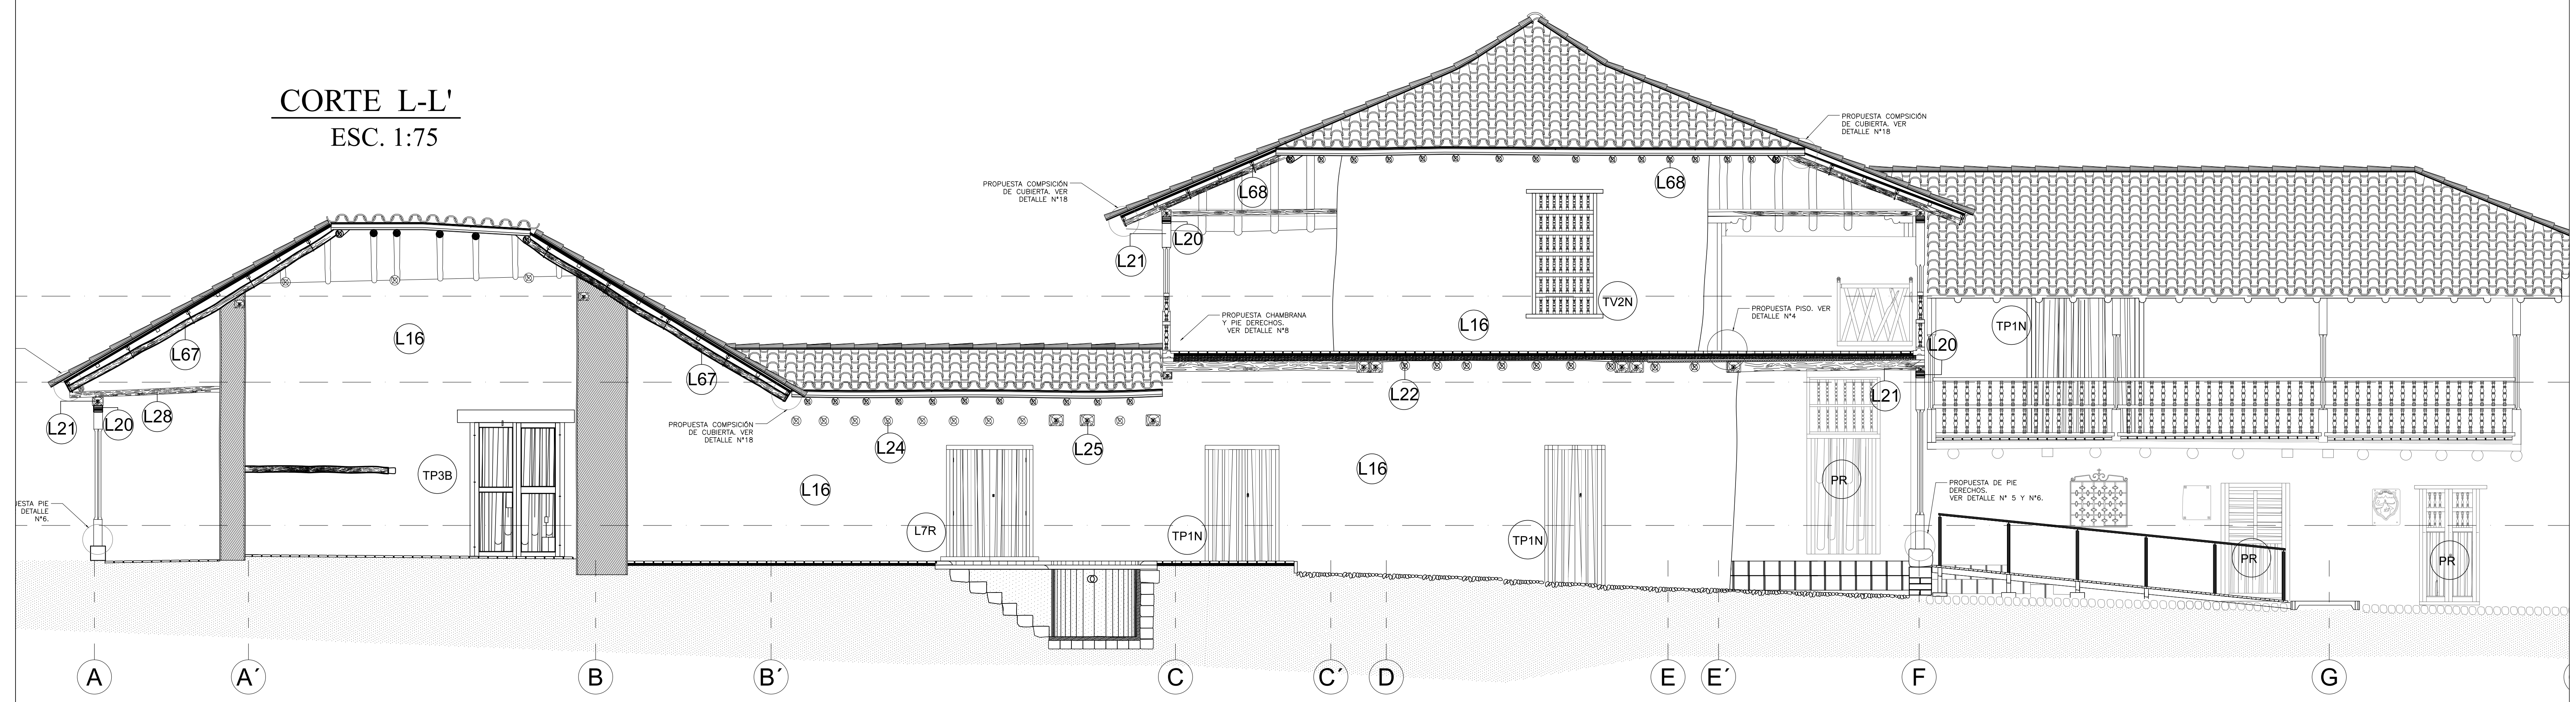 CORTE L-L'
ESC. 1:75
PROPUESTA COMPSICIÓN
DE CUBIERTA. VER
DETALLE N°18
PROPUESTA COMPSICIÓN
DE CUBIERTA. VER
DETALLE N°18
L68
L68
L20
L21
TV2N
L16
PROPUESTA CHAMBRANA
Y PIE DERECHOS.
VER DETALLE N°8
PROPUESTA PISO. VER
DETALLE N°4
TP1N
L20
L16
L67
L67
L28
L21
L20
L22
L21
PROPUESTA COMPSICIÓN
DE CUBIERTA. VER
DETALLE N°18
L24
L25
TP3B
L16
L16
PR
UESTA PIE
DETALLE
N°6.
PROPUESTA DE PIE
DERECHOS.
VER DETALLE N° 5 Y N°6.
L7R
TP1N
TP1N
PR
PR
A
A´
B
B´
C
C´
D
E
E´
F
G